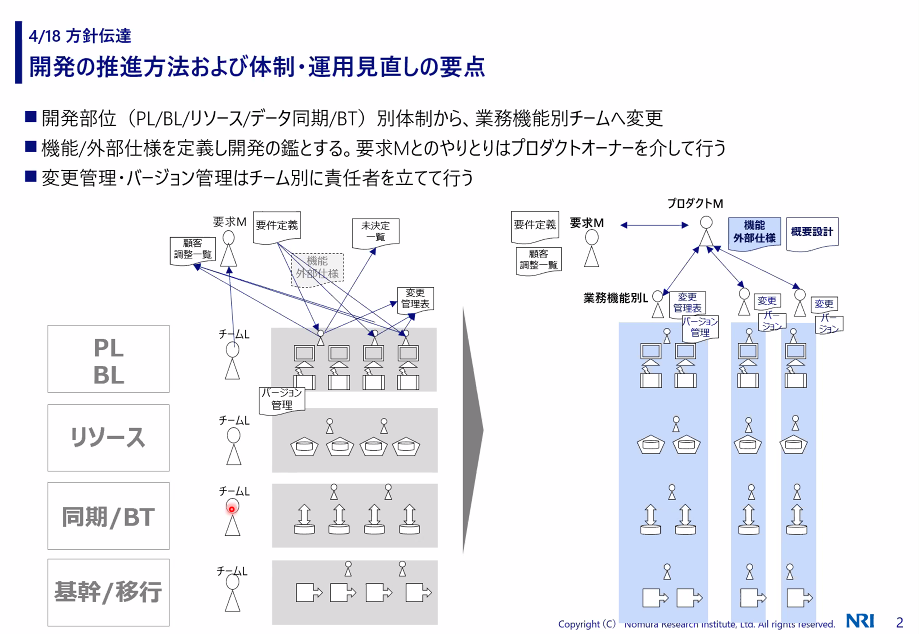 4/18 方針伝達
開発の推進方法および体制・運用見直しの要点
■ 開発部位（PL/BL/リソース/データ同期/BT）別体制から、業務機能別チームへ変更
■ 機能/外部仕様を定義し開発の鑑とする。要求Mとのやりとりはプロダクトオーナーを介して行う
■ 変更管理・バージョン管理はチーム別に責任者を立てて行う
要求M
要件定義
未決定
一覧
顧客
調整一覧
機能
外部仕様
変更
管理表
チームL
PL
BL
バージョン
管理
チームL
リソース
チームL
同期/BT
チームL
基幹/移行
プロダクトM
要件定義
要求M
機能
外部仕様
概要設計
顧客
調整一覧
業務機能別L
変更
管理表
バージョン
管理
変更
バー
ジョン
変更
バー
ジョン
Copyright（C） Nomura Research Institute, Ltd. All rights reserved.
NRI
2